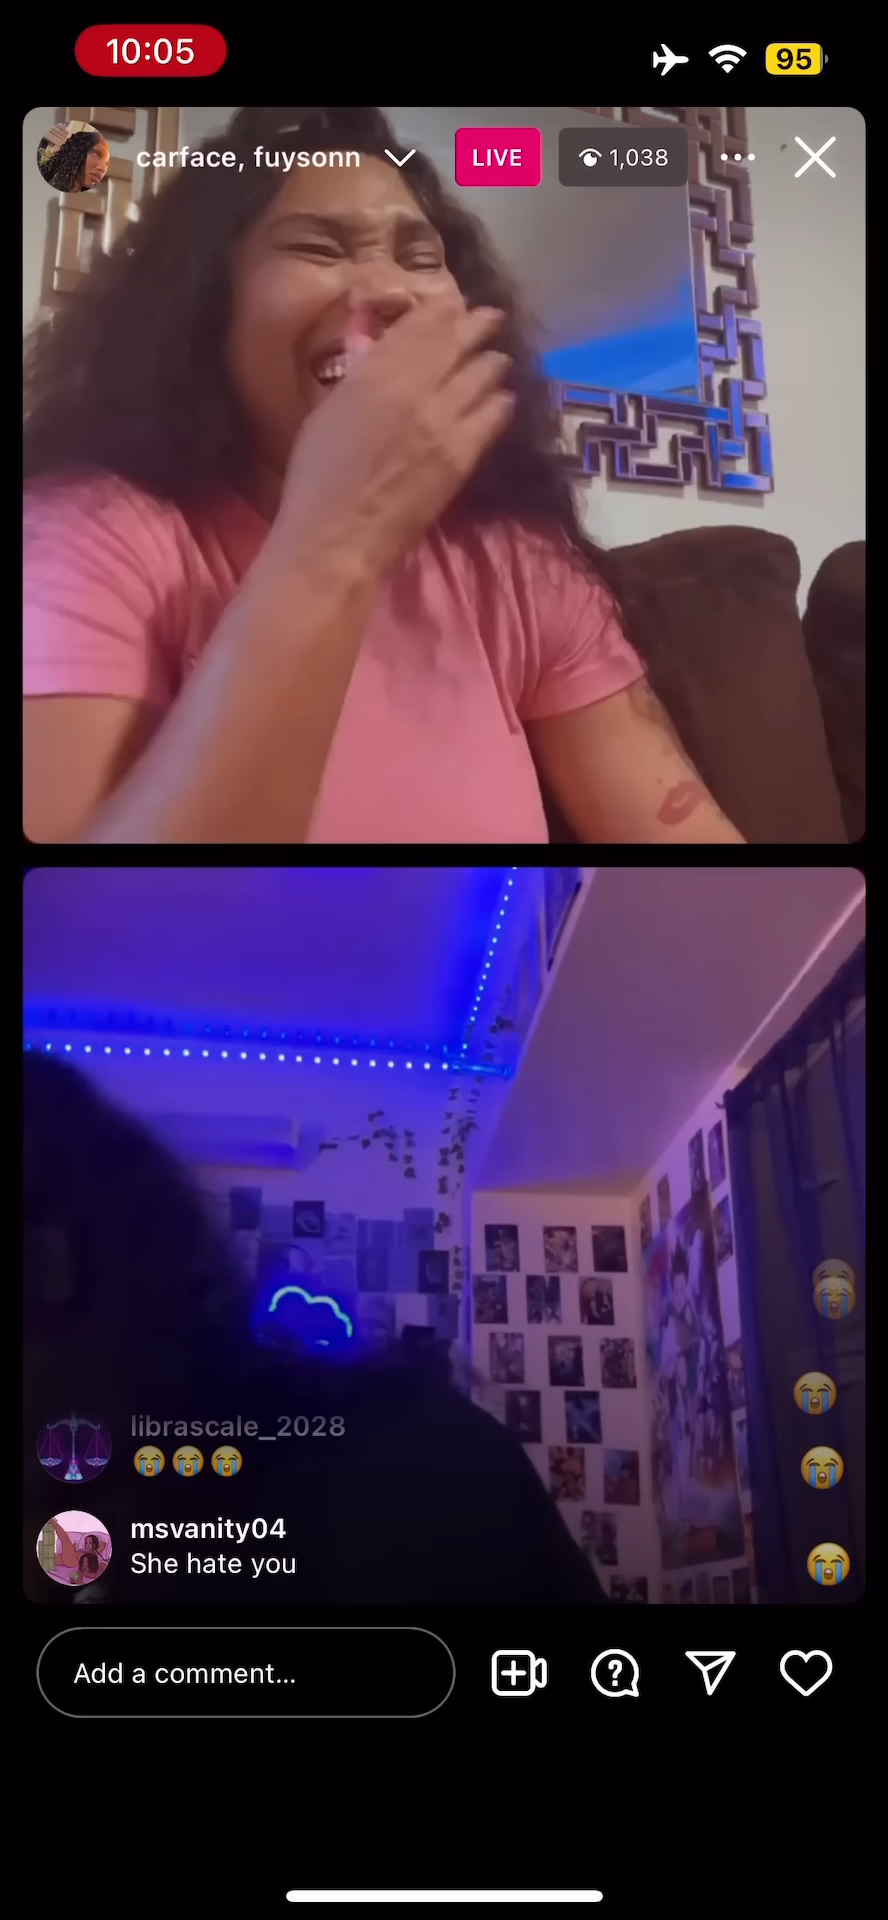 10:05
95
carface, fuysonn
LIVE
1,038
librascale_2028
😭😭😭
msvanity04
She hate you
Add a comment...